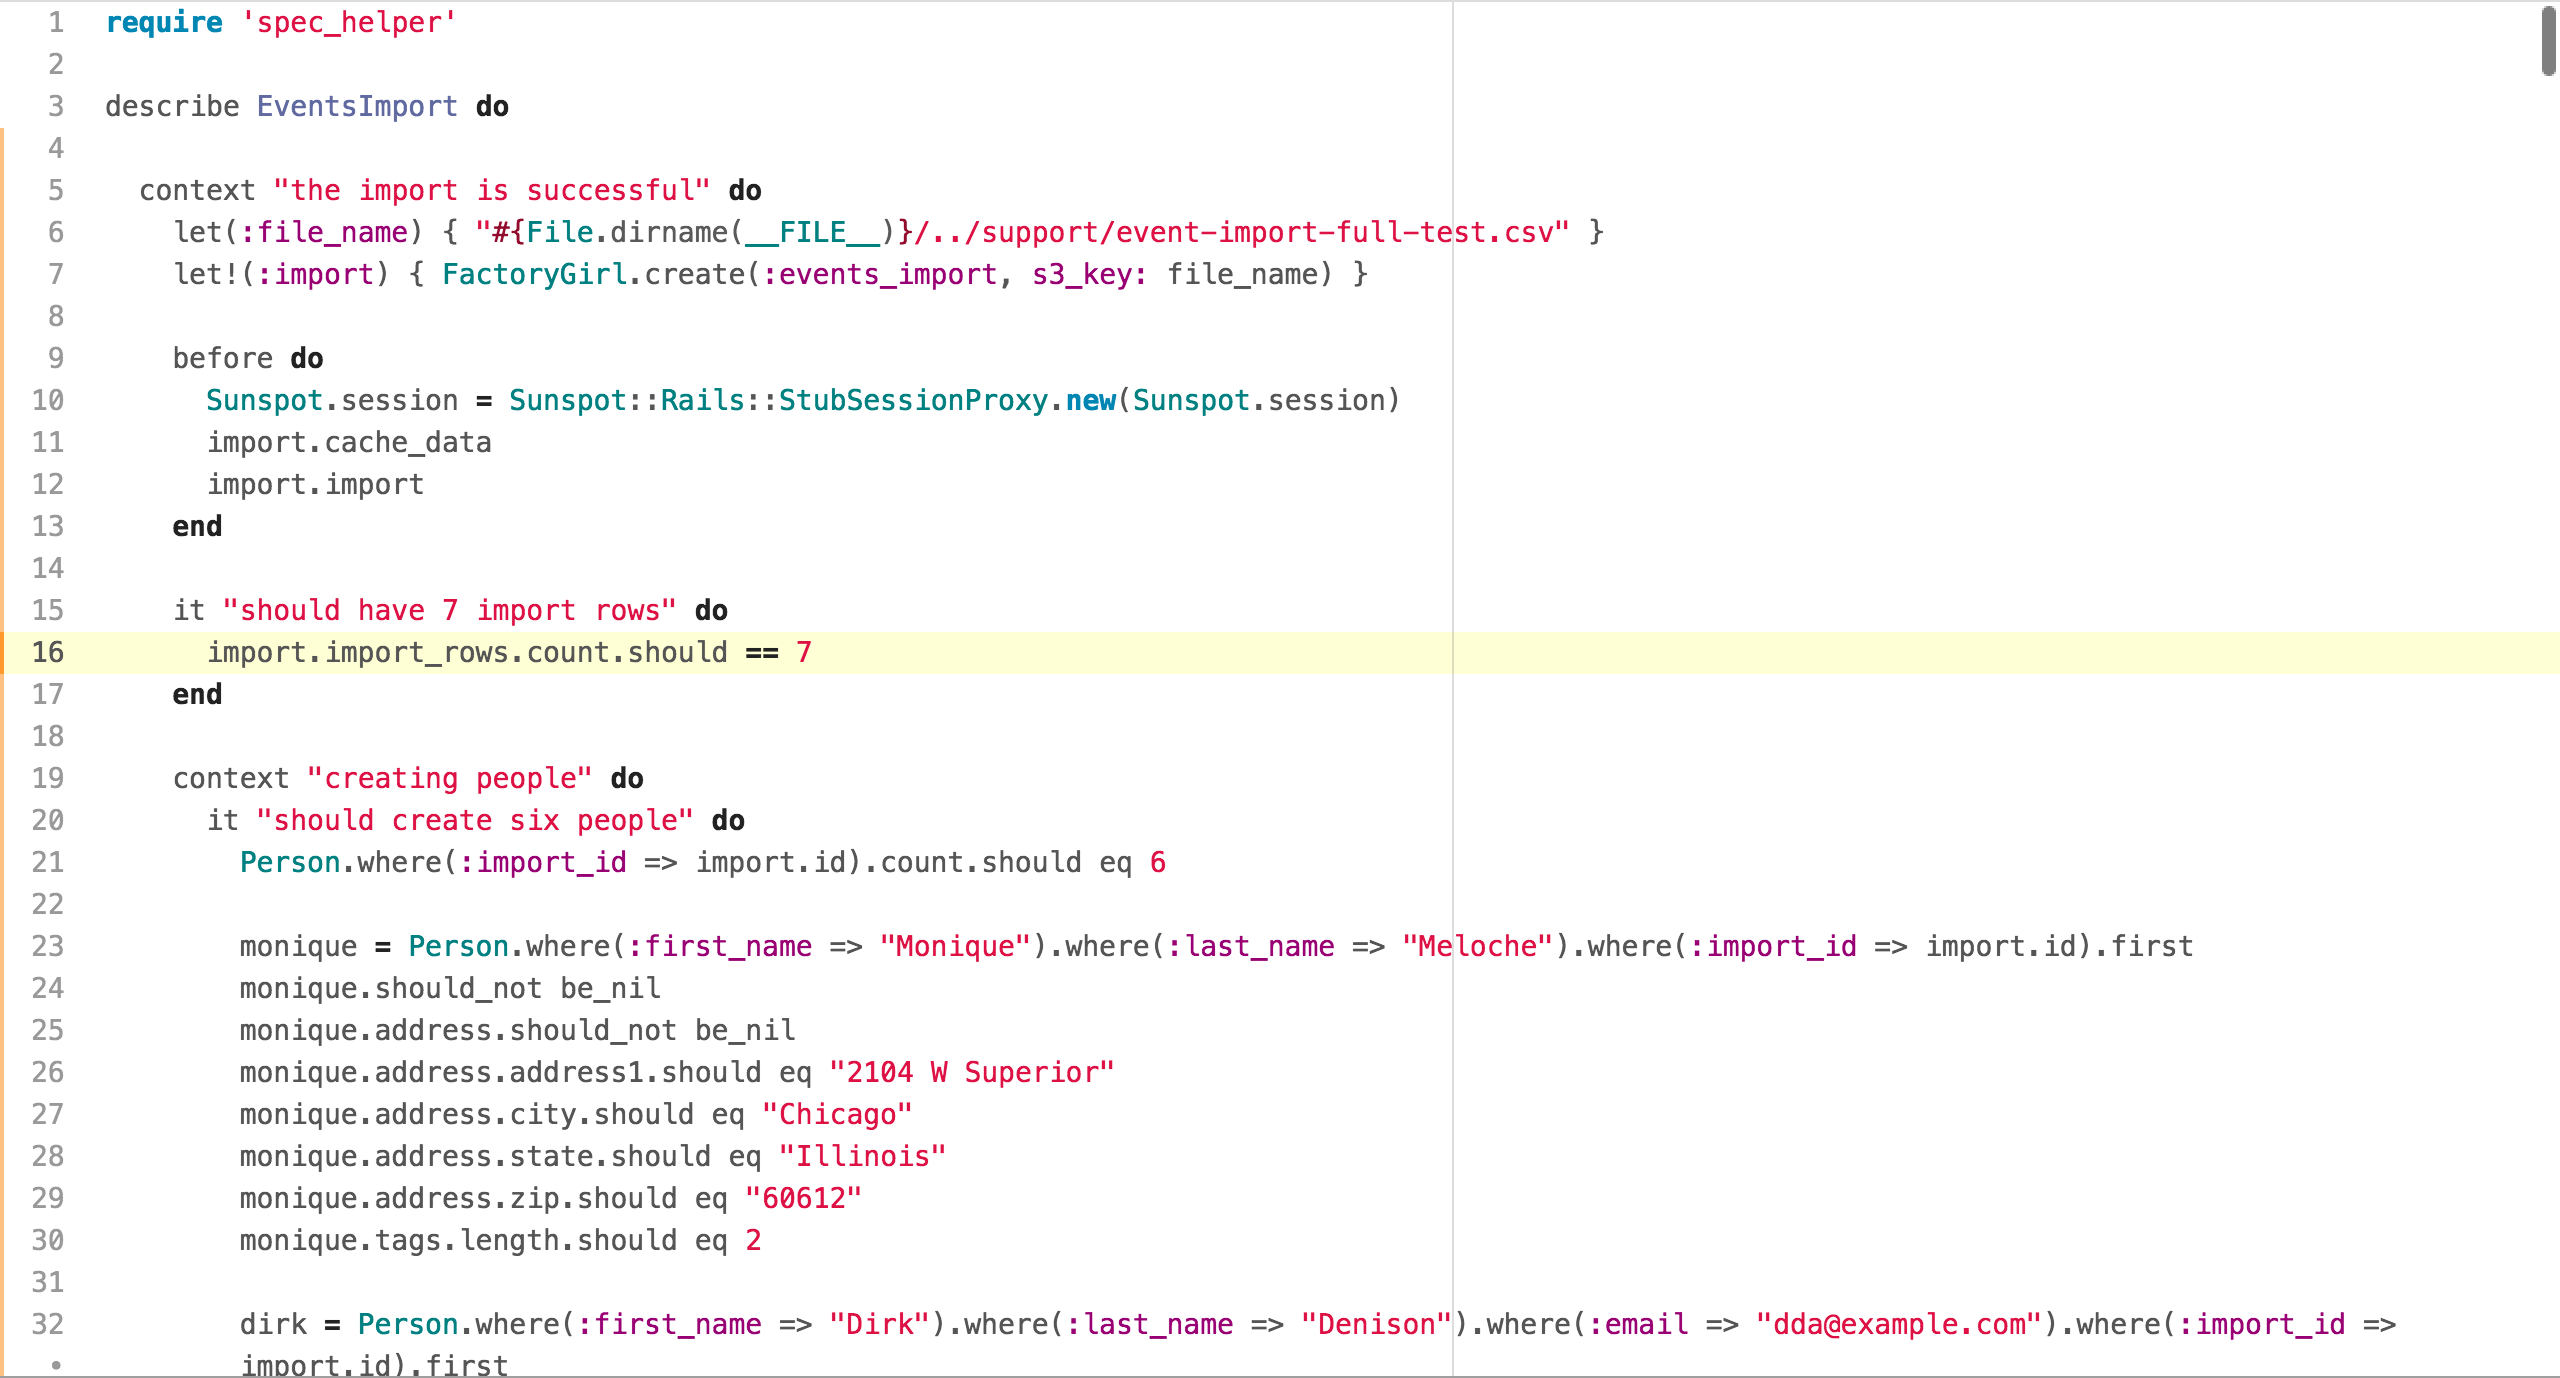 1 require 'spec_helper'
2
3 describe EventsImport do
4
5   context "the import is successful" do
6     let(:file_name) { "#{File.dirname(__FILE__)}/../support/event-import-full-test.csv" }
7     let!(:import) { FactoryGirl.create(:events_import, s3_key: file_name) }
8
9     before do
10       Sunspot.session = Sunspot::Rails::StubSessionProxy.new(Sunspot.session)
11       import.cache_data
12       import.import
13     end
14
15     it "should have 7 import rows" do
16       import.import_rows.count.should == 7
17     end
18
19     context "creating people" do
20       it "should create six people" do
21         Person.where(:import_id => import.id).count.should eq 6
22
23         monique = Person.where(:first_name => "Monique").where(:last_name => "Meloche").where(:import_id => import.id).first
24         monique.should_not be_nil
25         monique.address.should_not be_nil
26         monique.address.address1.should eq "2104 W Superior"
27         monique.address.city.should eq "Chicago"
28         monique.address.state.should eq "Illinois"
29         monique.address.zip.should eq "60612"
30         monique.tags.length.should eq 2
31
32         dirk = Person.where(:first_name => "Dirk").where(:last_name => "Denison").where(:email => "dda@example.com").where(:import_id =>
•         import.id).first